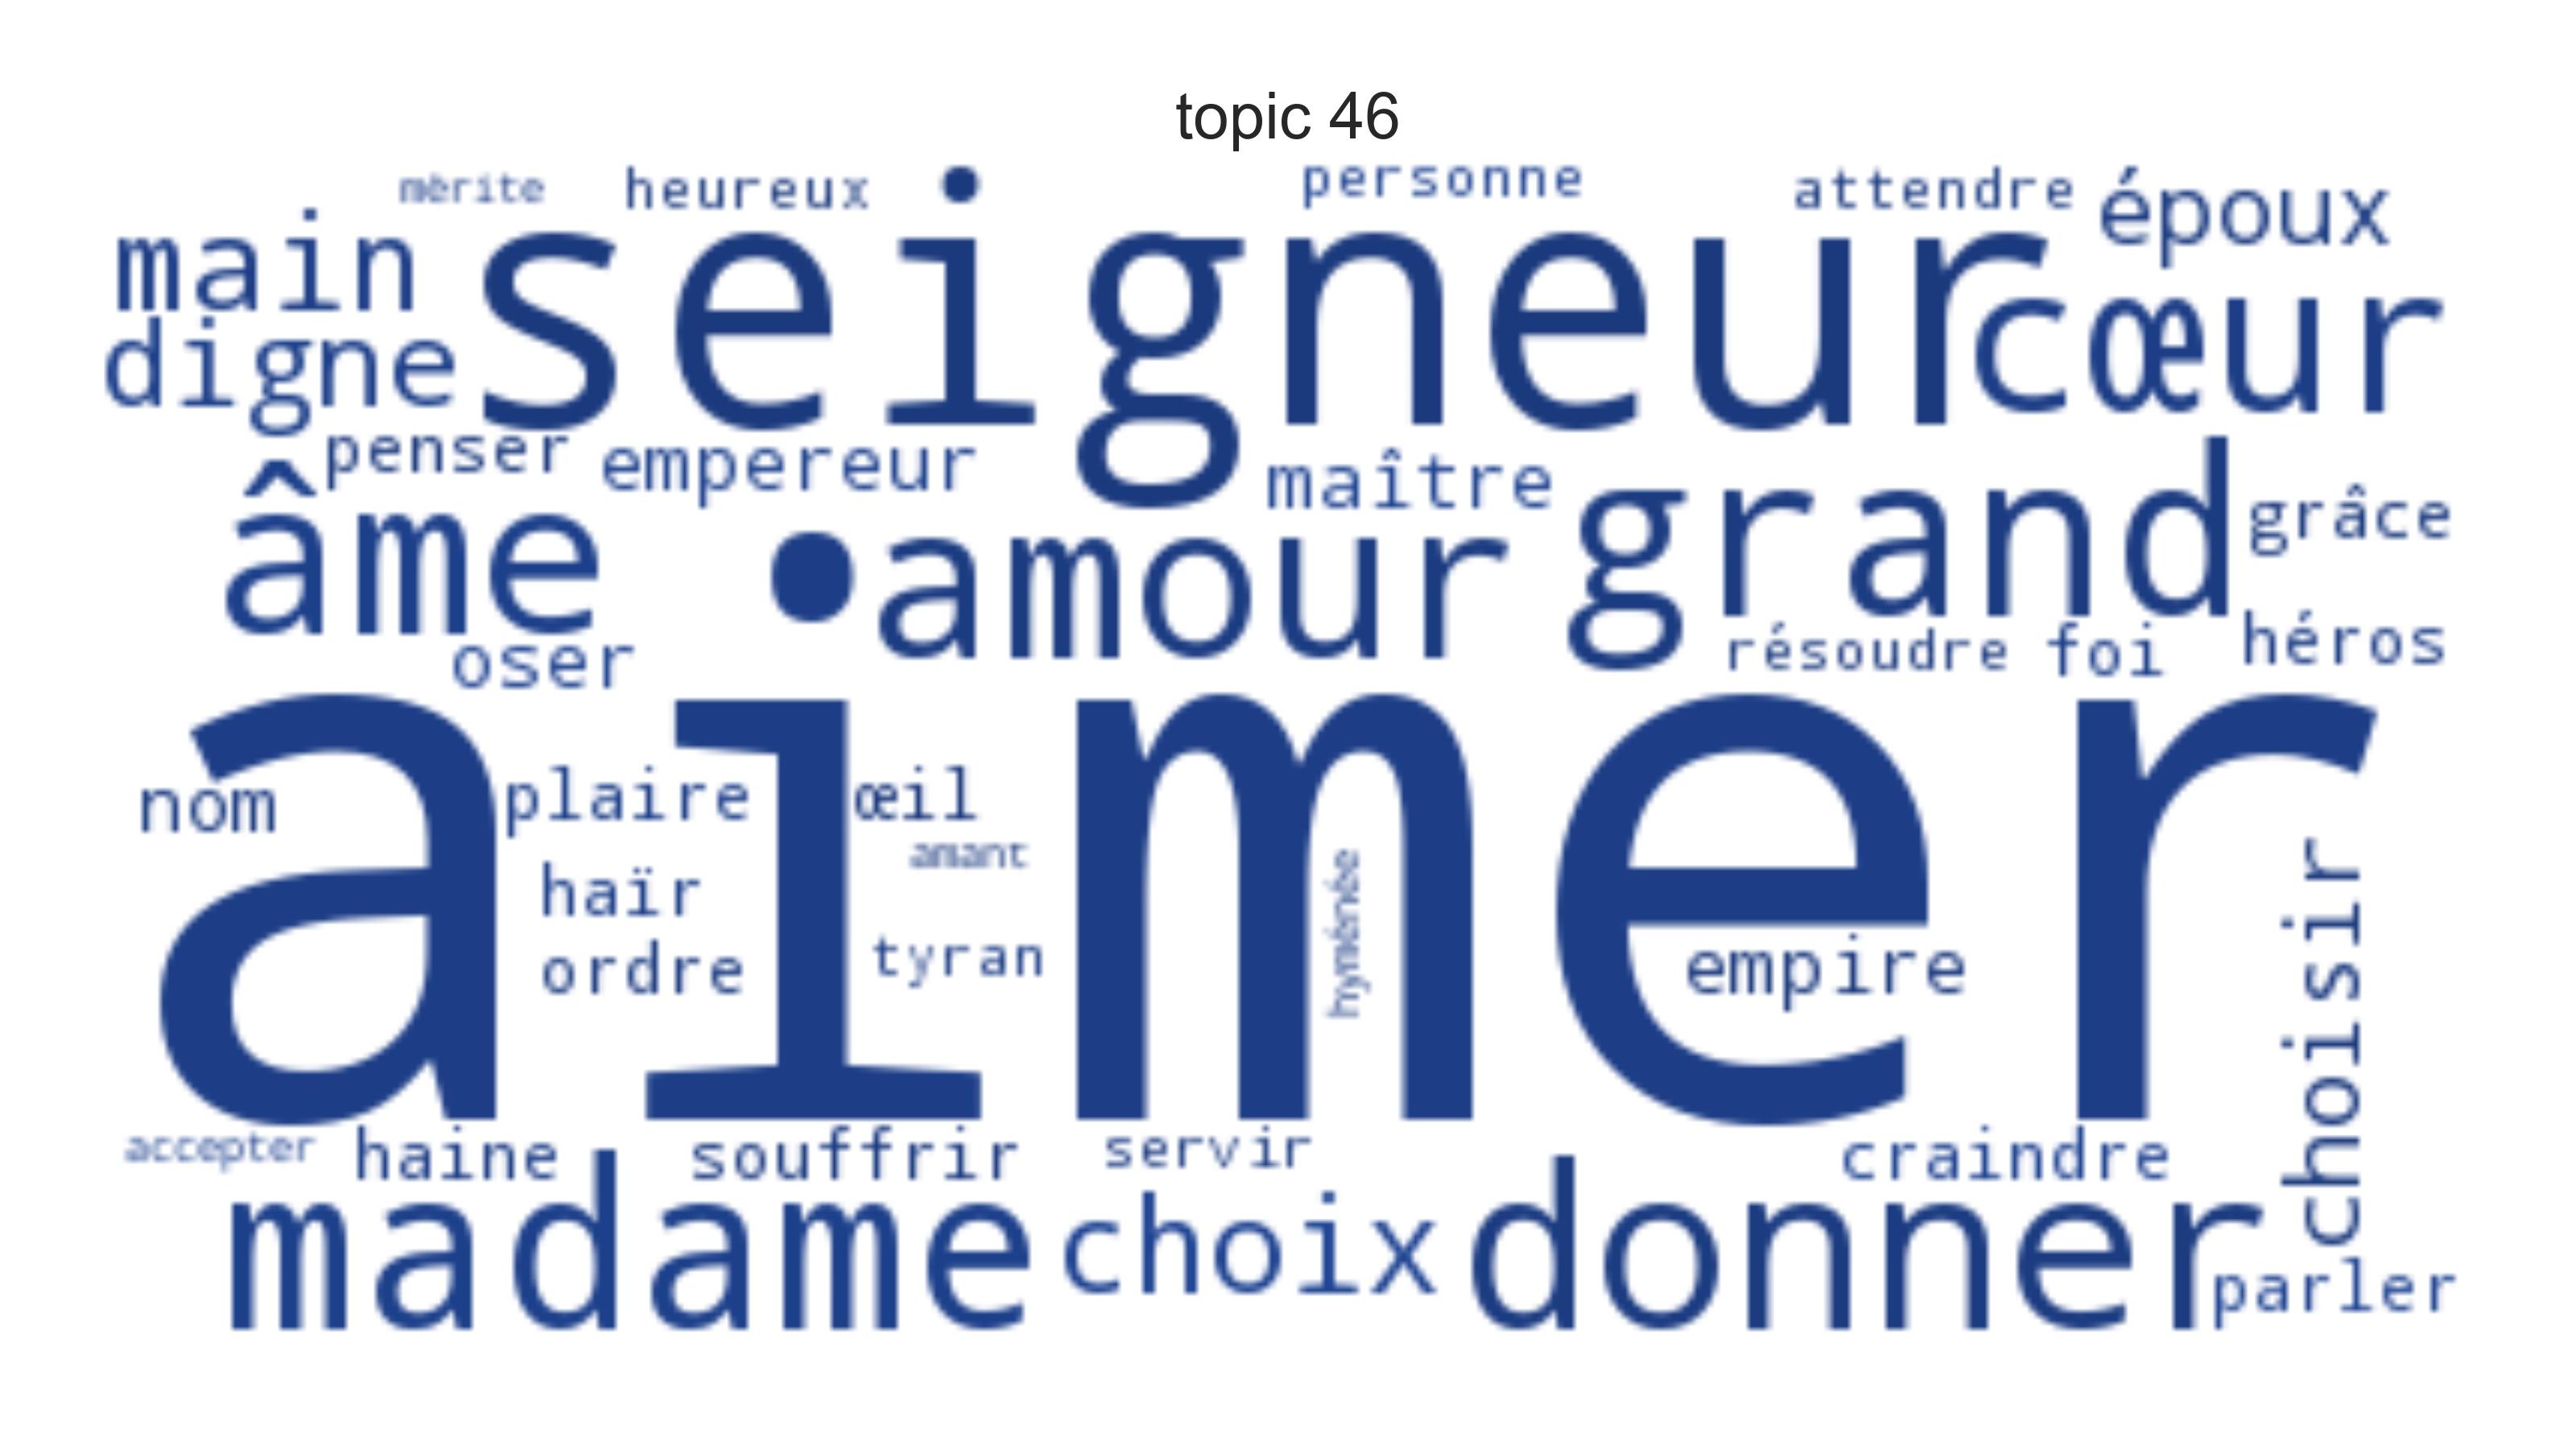 topic 46
mèrite heureux personne attendre époux
main seigneur cœur
digne
penser empereur maître grand grâce
âme amour
oser résoudre foi héros
aimer
nom plaire œil
haïr amant hyménée choisir
ordre tyran empire
accepter haine souffrir servir craindre
madame choix donner parler